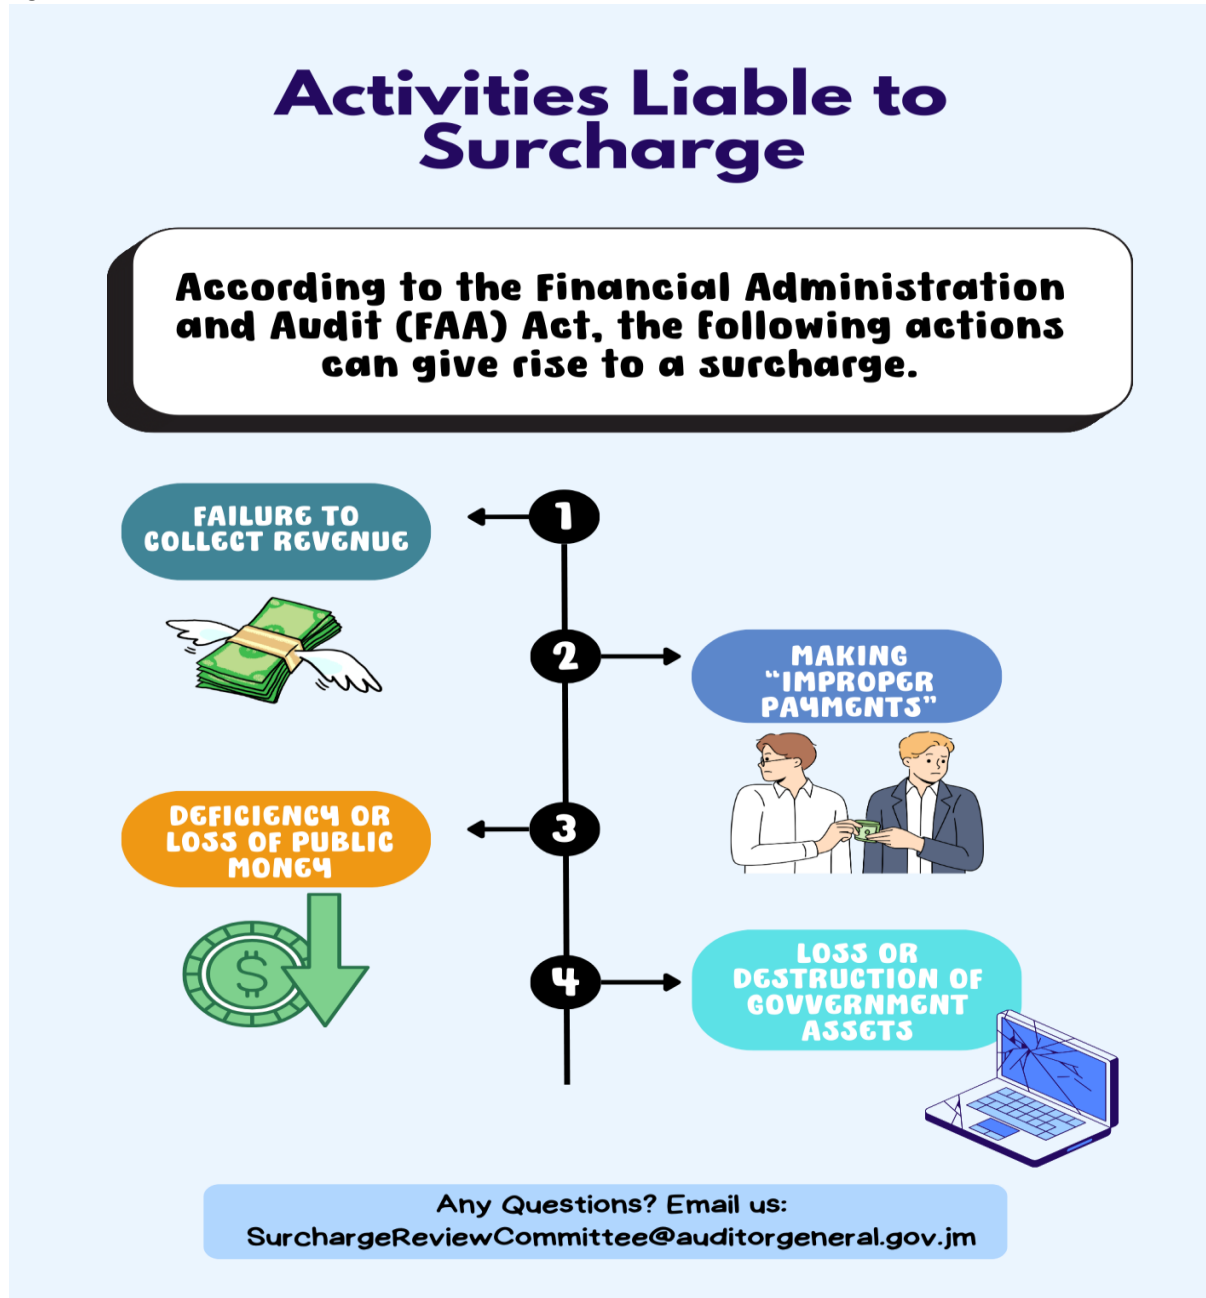 Activities Liable to
Surcharge
According to the Financial Administration
and Audit (FAA) Act, the following actions
can give rise to a surcharge.
1
FAILURE TO
COLLECT REVENUE
2
MAKING
“IMPROPER
PAYMENTS”
3
DEFICIENCY OR
LOSS OF PUBLIC
MONEY
$
4
LOSS OR
DESTRUCTION OF
GOVVERNMENT
ASSETS
Any Questions? Email us:
SurchargeReviewCommittee@auditorgeneral.gov.jm